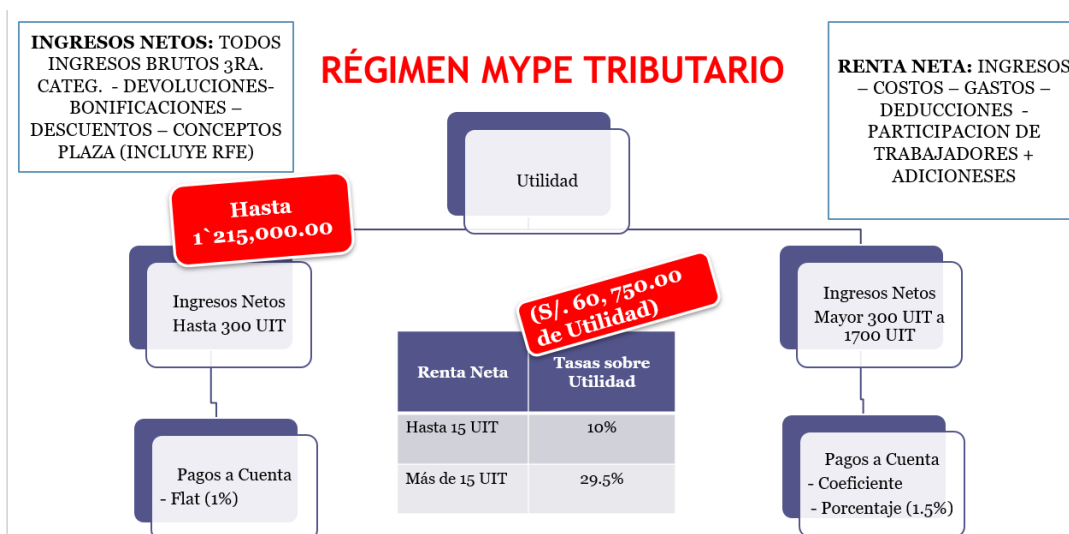 INGRESOS NETOS: TODOS
INGRESOS BRUTOS 3RA.
CATEG. - DEVOLUCIONES-
BONIFICACIONES –
DESCUENTOS – CONCEPTOS
PLAZA (INCLUYE RFE)
RÉGIMEN MYPE TRIBUTARIO
RENTA NETA: INGRESOS
– COSTOS – GASTOS –
DEDUCCIONES -
PARTICIPACION DE
TRABAJADORES +
ADICIONESES
Utilidad
Hasta
1`215,000.00
Ingresos Netos
Hasta 300 UIT
(S/. 60, 750.00
de Utilidad)
Ingresos Netos
Mayor 300 UIT a
1700 UIT
Renta Neta Tasas sobre
Utilidad
Hasta 15 UIT 10%
Más de 15 UIT 29.5%
Pagos a Cuenta
- Flat (1%)
Pagos a Cuenta
- Coeficiente
- Porcentaje (1.5%)